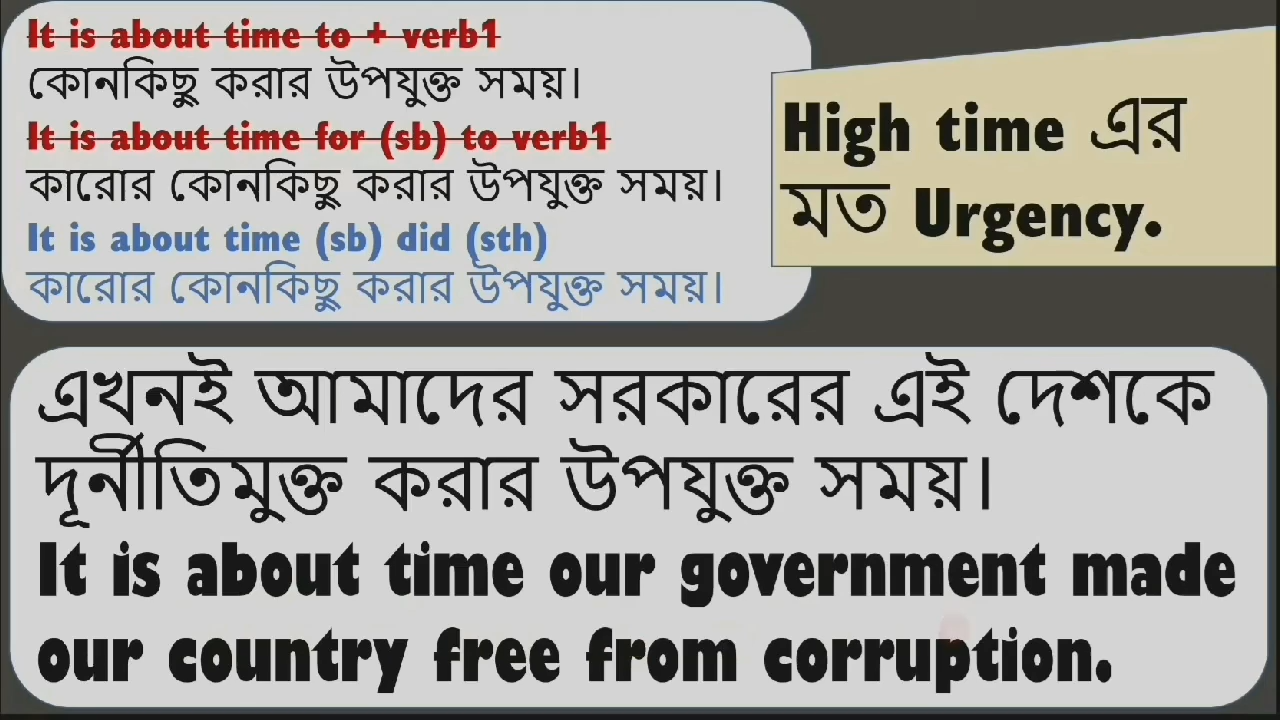 It is about time to + verb1
কোনকিছু করার উপযুক্ত সময়।
It is about time for (sb) to verb1
কারোর কোনকিছু করার উপযুক্ত সময়।
It is about time (sb) did (sth)
কারোর কোনকিছু করার উপযুক্ত সময়।
High time এর
মত Urgency.
এখনই আমাদের সরকারের এই দেশকে
দূর্নীতিমুক্ত করার উপযুক্ত সময়।
It is about time our government made
our country free from corruption.